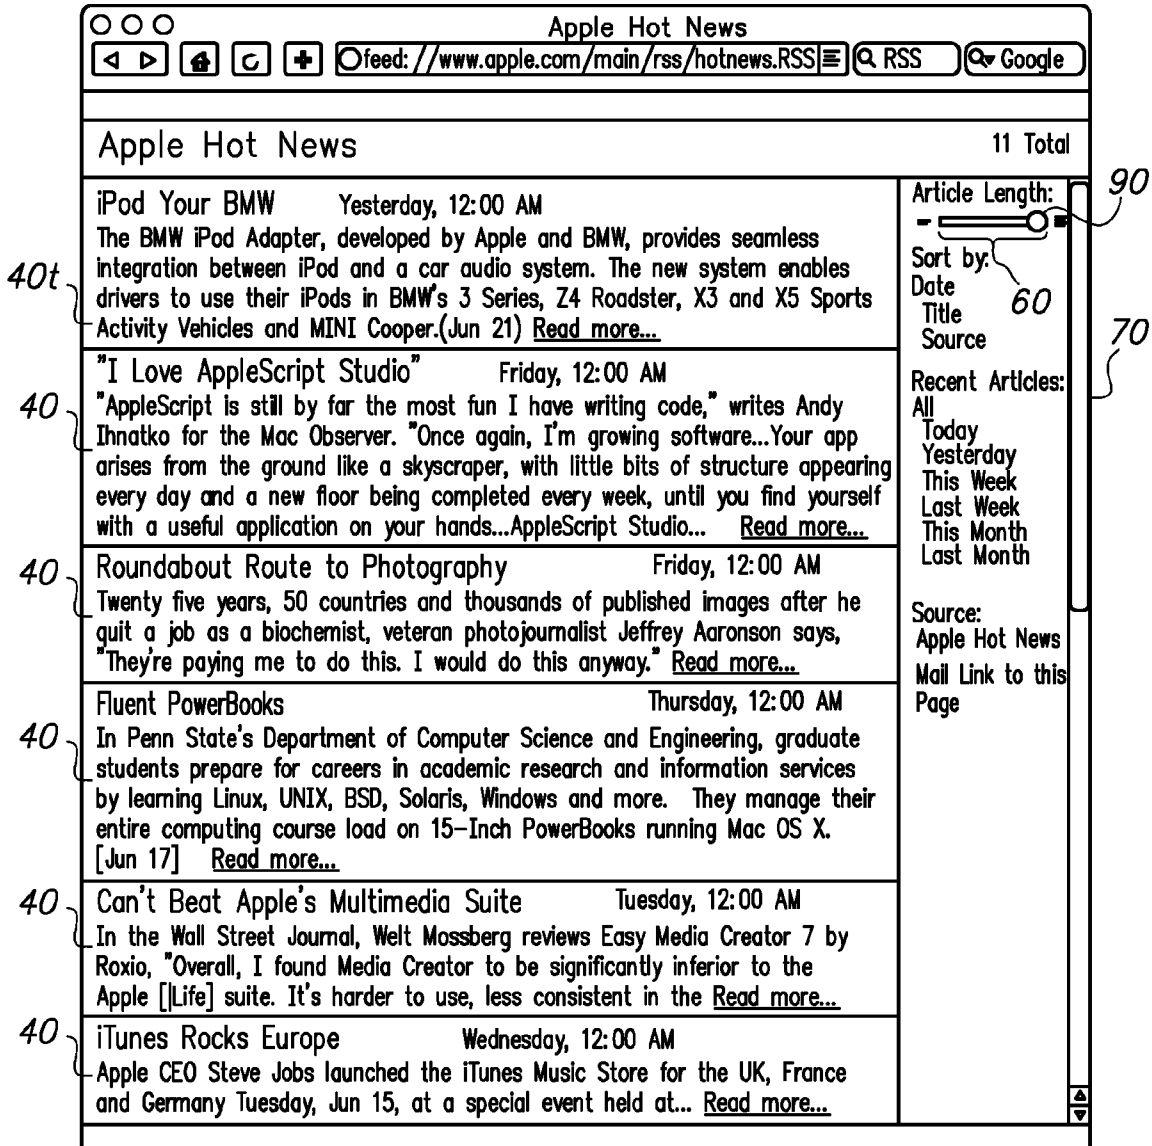 Apple Hot News
feed: //www.apple.com/main/rss/hotnews.RSS
RSS
Google
Apple Hot News
11 Total
iPod Your BMW Yesterday, 12:00 AM
The BMW iPod Adapter, developed by Apple and BMW, provides seamless
integration between iPod and a car audio system. The new system enables
drivers to use their iPods in BMW's 3 Series, Z4 Roadster, X3 and X5 Sports
Activity Vehicles and MINI Cooper.(Jun 21) Read more...
40t
"I Love AppleScript Studio" Friday, 12:00 AM
"AppleScript is still by far the most fun I have writing code," writes Andy
Ihnatko for the Mac Observer. "Once again, I'm growing software...Your app
arises from the ground like a skyscraper, with little bits of structure appearing
every day and a new floor being completed every week, until you find yourself
with a useful application on your hands...AppleScript Studio... Read more...
40
Roundabout Route to Photography Friday, 12:00 AM
Twenty five years, 50 countries and thousands of published images after he
quit a job as a biochemist, veteran photojournalist Jeffrey Aaronson says,
"They're paying me to do this. I would do this anyway." Read more...
40
Fluent PowerBooks Thursday, 12:00 AM
In Penn State's Department of Computer Science and Engineering, graduate
students prepare for careers in academic research and information services
by learning Linux, UNIX, BSD, Solaris, Windows and more. They manage their
entire computing course load on 15-Inch PowerBooks running Mac OS X.
[Jun 17] Read more...
40
Can't Beat Apple's Multimedia Suite Tuesday, 12:00 AM
In the Wall Street Journal, Welt Mossberg reviews Easy Media Creator 7 by
Roxio, "Overall, I found Media Creator to be significantly inferior to the
Apple [|Life] suite. It's harder to use, less consistent in the Read more...
40
iTunes Rocks Europe Wednesday, 12:00 AM
Apple CEO Steve Jobs launched the iTunes Music Store for the UK, France
and Germany Tuesday, Jun 15, at a special event held at... Read more...
40
Article Length:
90
60
Sort by:
Date
Title
Source
70
Recent Articles:
All
Today
Yesterday
This Week
Last Week
This Month
Last Month
Source:
Apple Hot News
Mail Link to this
Page